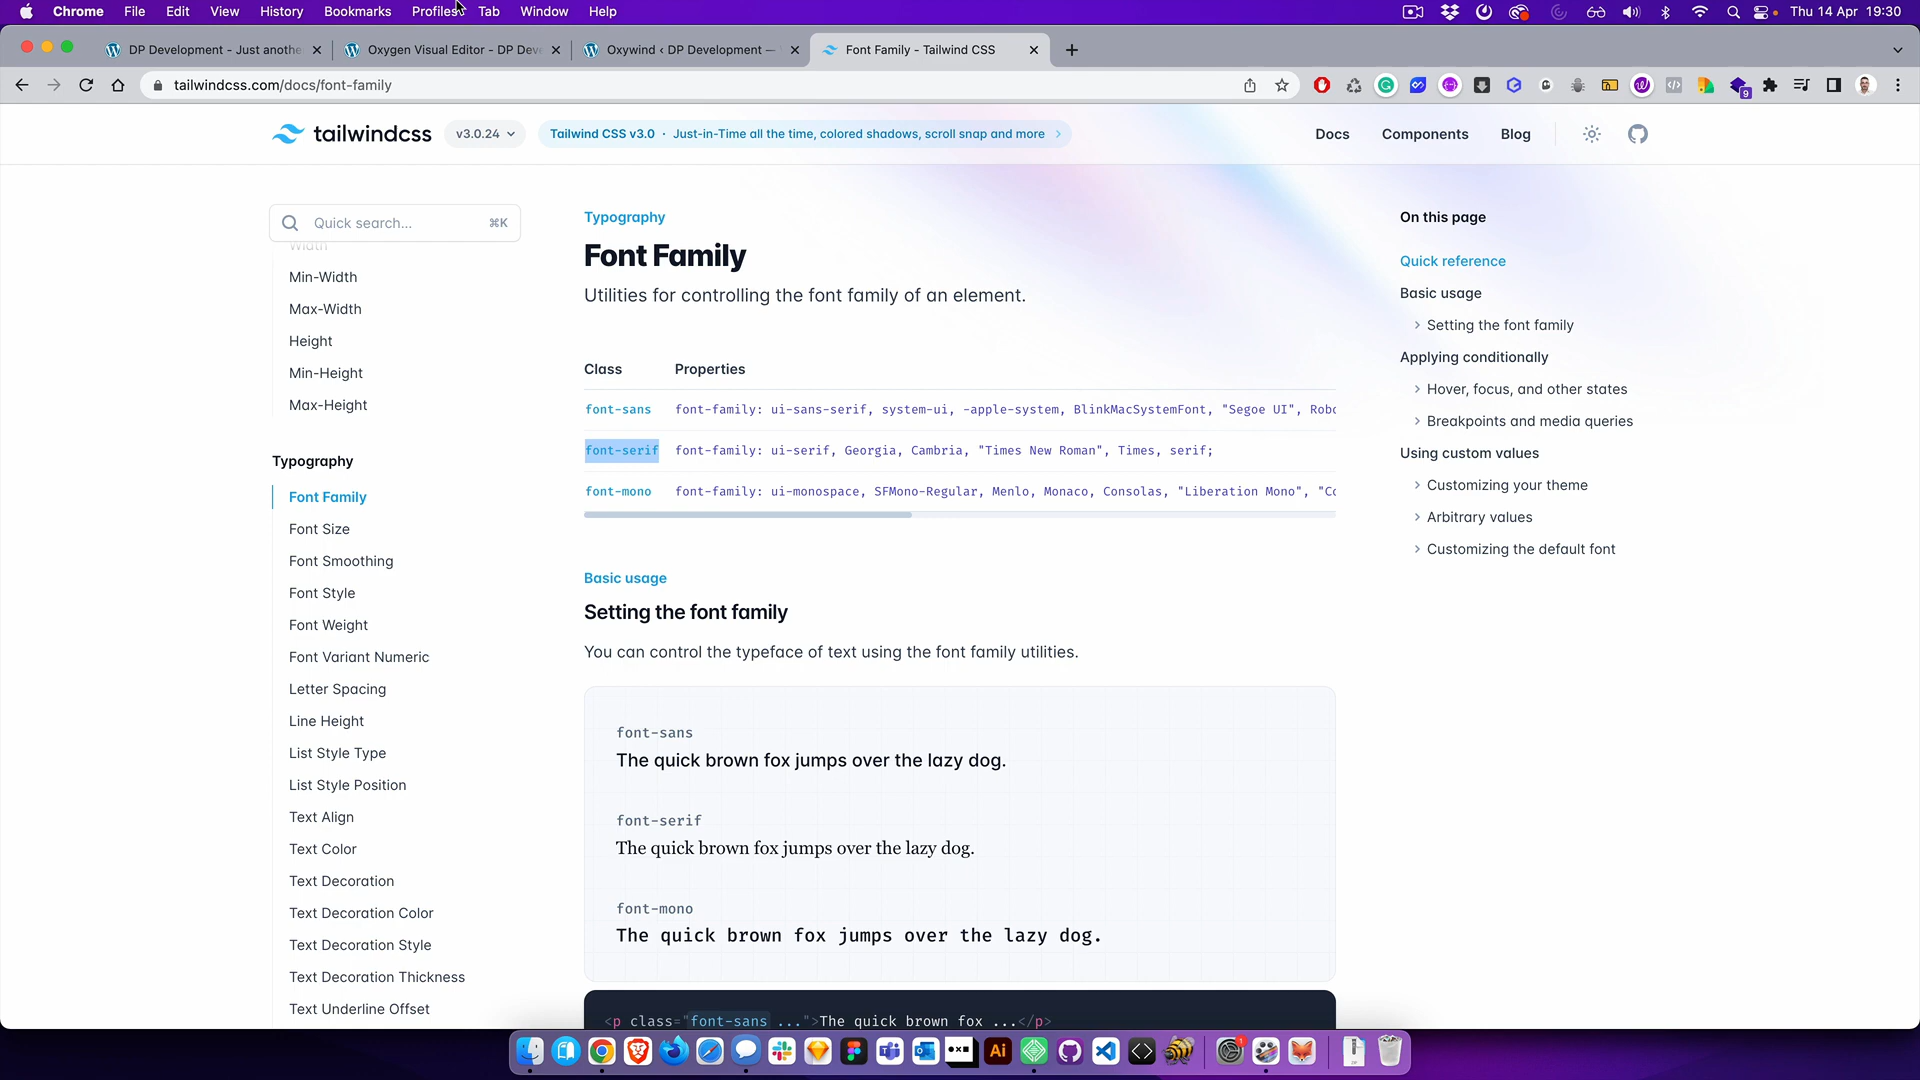 Chrome File Edit View History Bookmarks Profiles Tab Window Help Thu 14 Apr 19:30
DP Development - Just anothe
Oxygen Visual Editor - DP Deve
Oxywind ‹ DP Development —
Font Family - Tailwind CSS
tailwindcss.com/docs/font-family
9
tailwindcss
v3.0.24
Tailwind CSS v3.0 · Just-in-Time all the time, colored shadows, scroll snap and more
Docs Components Blog
Quick search... ⌘K
Width
Min-Width
Max-Width
Height
Min-Height
Max-Height
Typography
Font Family
Font Size
Font Smoothing
Font Style
Font Weight
Font Variant Numeric
Letter Spacing
Line Height
List Style Type
List Style Position
Text Align
Text Color
Text Decoration
Text Decoration Color
Text Decoration Style
Text Decoration Thickness
Text Underline Offset
Typography
Font Family
Utilities for controlling the font family of an element.
Class Properties
font-sans font-family: ui-sans-serif, system-ui, -apple-system, BlinkMacSystemFont, "Segoe UI", Robo
font-serif font-family: ui-serif, Georgia, Cambria, "Times New Roman", Times, serif;
font-mono font-family: ui-monospace, SFMono-Regular, Menlo, Monaco, Consolas, "Liberation Mono", "Co
Basic usage
Setting the font family
You can control the typeface of text using the font family utilities.
font-sans
The quick brown fox jumps over the lazy dog.
font-serif
The quick brown fox jumps over the lazy dog.
font-mono
The quick brown fox jumps over the lazy dog.
<p class="font-sans ...">The quick brown fox ...</p>
On this page
Quick reference
Basic usage
Setting the font family
Applying conditionally
Hover, focus, and other states
Breakpoints and media queries
Using custom values
Customizing your theme
Arbitrary values
Customizing the default font
Ai
1